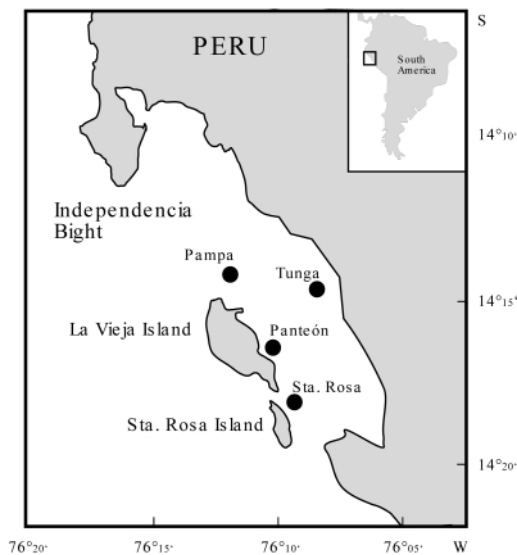 S
PERU
South
America
14°10'
Independencia
Bight
Pampa
Tunga
14°15'
La Vieja Island
Panteón
Sta. Rosa
Sta. Rosa Island
14°20'
76°20'
76°15'
76°10'
76°05'
W